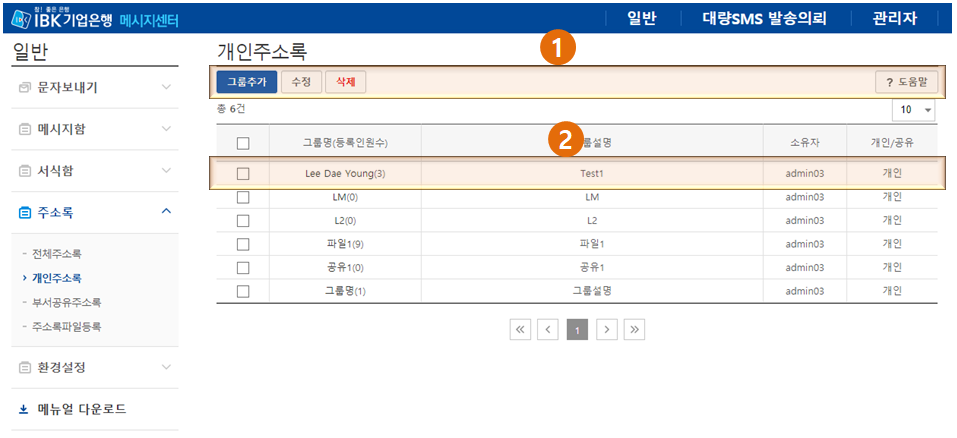 참! 좋은 은행
IBK기업은행 메시지센터
일반 대량SMS 발송의뢰 관리자
일반
문자보내기
메시지함
서식함
주소록
- 전체주소록
› 개인주소록
- 부서공유주소록
- 주소록파일등록
환경설정
메뉴얼 다운로드
개인주소록
1
그룹추가 수정 삭제 ? 도움말
총 6건 10
2
그룹명(등록인원수) 룹설명 소유자 개인/공유
Lee Dae Young(3) Test1 admin03 개인
LM(0) LM admin03 개인
L2(0) L2 admin03 개인
파일1(9) 파일1 admin03 개인
공유1(0) 공유1 admin03 개인
그룹명(1) 그룹설명 admin03 개인
« ‹ 1 › »